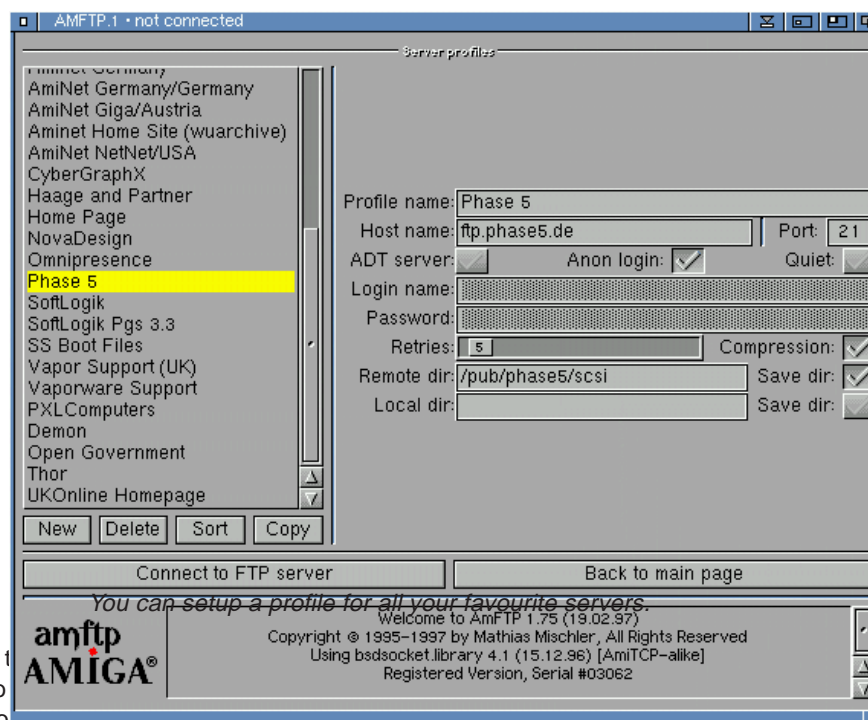 AMFTP.1 • not connected
Server profiles
AmiNet Germany/Germany
AmiNet Giga/Austria
Aminet Home Site (wuarchive)
AmiNet NetNet/USA
CyberGraphX
Haage and Partner
Home Page
NovaDesign
Omnipresence
Phase 5
SoftLogik
SoftLogik Pgs 3.3
SS Boot Files
Vapor Support (UK)
Vaporware Support
PXLComputers
Demon
Open Government
Thor
UKOnline Homepage
New Delete Sort Copy
Profile name: Phase 5
Host name: ftp.phase5.de Port: 21
ADT server: Anon login: Quiet:
Login name:
Password:
Retries: 5 Compression:
Remote dir: /pub/phase5/scsi Save dir:
Local dir: Save dir:
Connect to FTP server Back to main page
You can setup a profile for all your favourite servers.
amftp
AMIGA®
Welcome to AmFTP 1.75 (19.02.97)
Copyright © 1995-1997 by Mathias Mischler, All Rights Reserved
Using bsdsocket.library 4.1 (15.12.96) [AmiTCP-alike]
Registered Version, Serial #03062